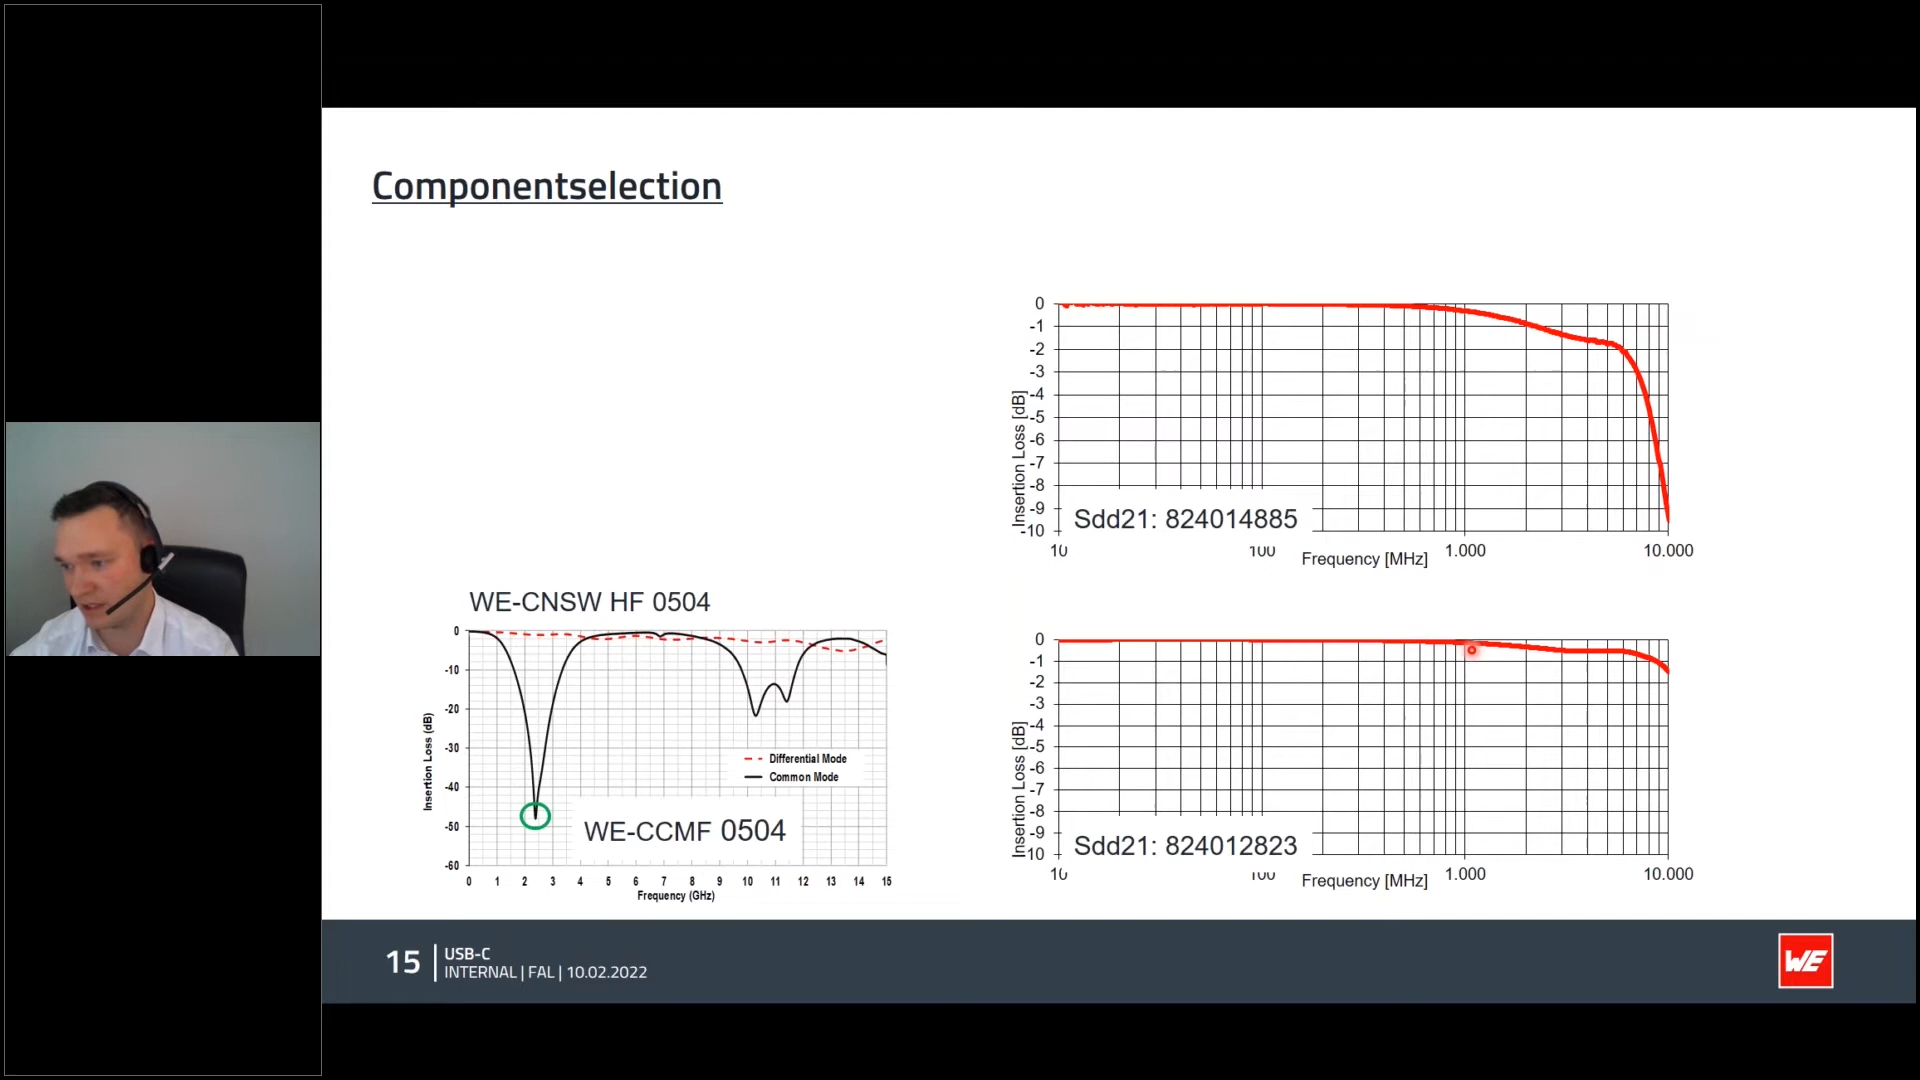 Componentselection
0
-1
-2
-3
-4
-5
-6
-7
-8
-9
-10
Insertion Loss [dB]
Sdd21: 824014885
10
100
1.000
10.000
Frequency [MHz]
WE-CNSW HF 0504
0
-10
-20
-30
-40
-50
-60
Insertion Loss (dB)
Differential Mode
Common Mode
WE-CCMF 0504
0 1 2 3 4 5 6 7 8 9 10 11 12 13 14 15
Frequency (GHz)
0
-1
-2
-3
-4
-5
-6
-7
-8
-9
10
Insertion Loss [dB]
Sdd21: 824012823
10
100
1.000
10.000
Frequency [MHz]
15
USB-C
INTERNAL | FAL | 10.02.2022
WE